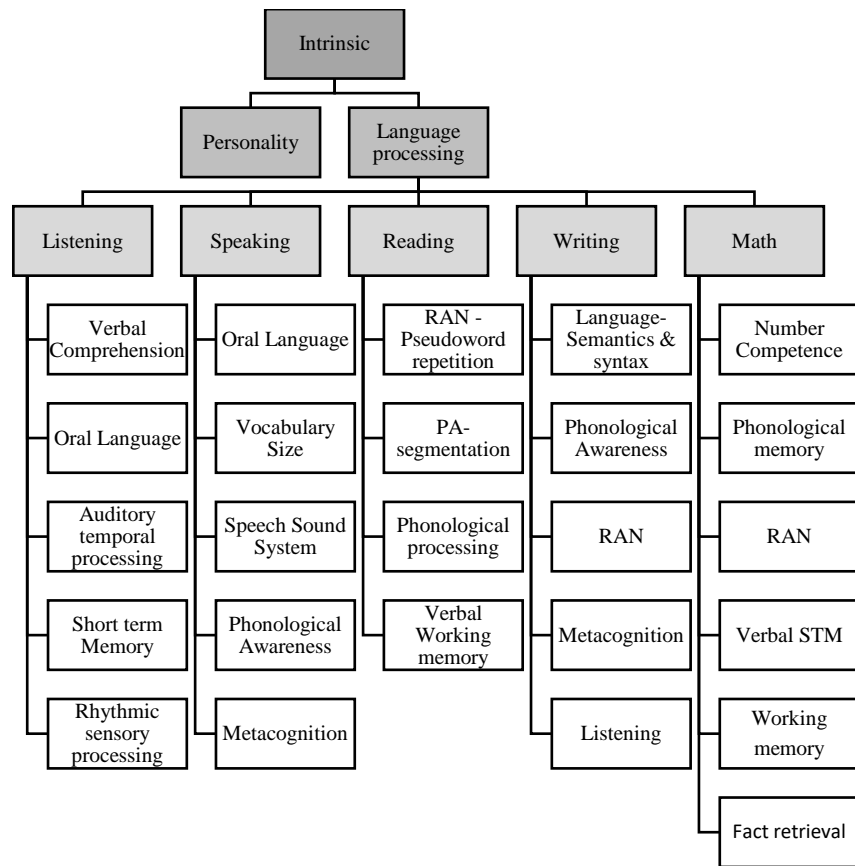 Intrinsic
Personality
Language
processing
Listening
Speaking
Reading
Writing
Math
Verbal
Comprehension
Oral Language
Auditory
temporal
processing
Short term
Memory
Rhythmic
sensory
processing
Oral Language
Vocabulary
Size
Speech Sound
System
Phonological
Awareness
Metacognition
RAN -
Pseudoword
repetition
PA-
segmentation
Phonological
processing
Verbal
Working
memory
Language-
Semantics &
syntax
Phonological
Awareness
RAN
Metacognition
Listening
Number
Competence
Phonological
memory
RAN
Verbal STM
Working
memory
Fact retrieval